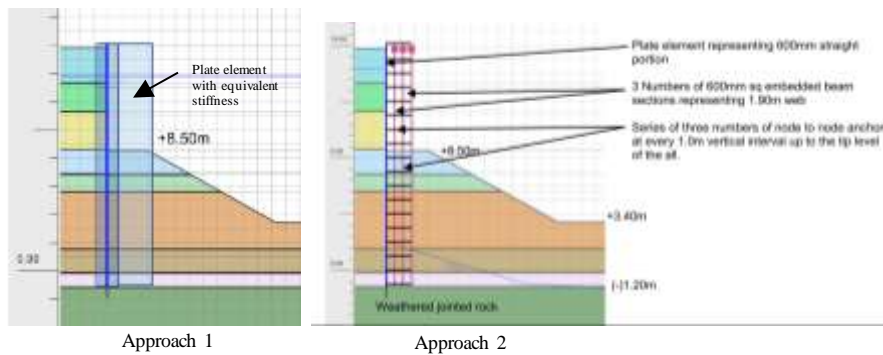 Plate element
with equivalent
stiffness
+8.50m
0.00
Approach 1
Plate element representing 600mm straight
portion
3 Numbers of 600mm sq embedded beam
sections representing 1.90m web
Series of three numbers of node to node anchor
at every 1.0m vertical interval up to the tip level
of the
+8.50m
+3.40m
(-)1.20m
Weathered jointed rock
Approach 2